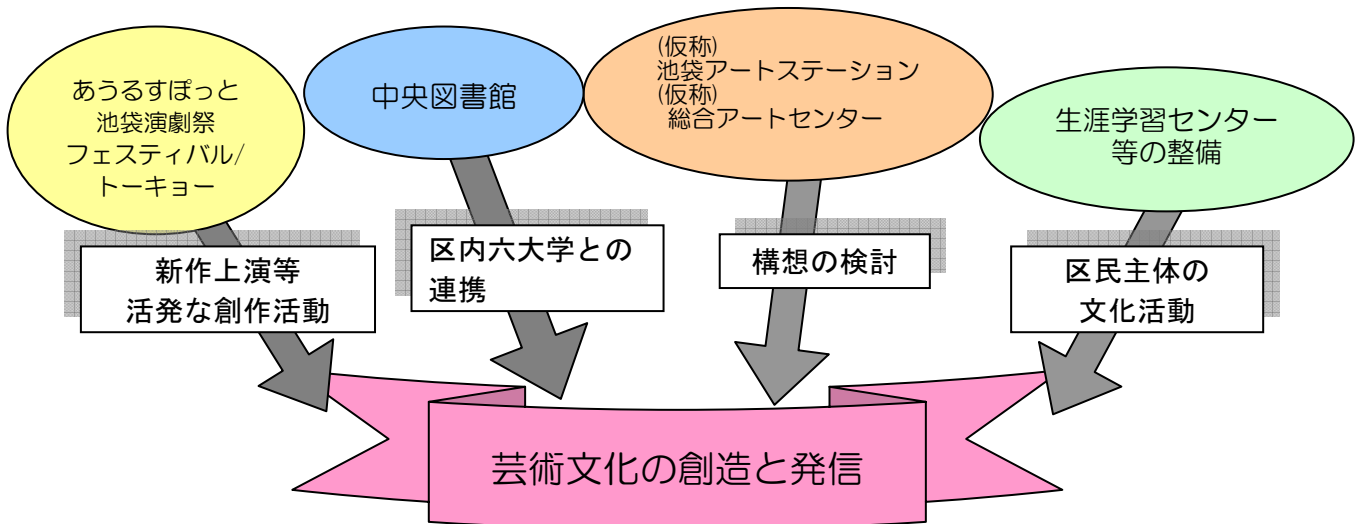 あうるすぽっと
池袋演劇祭
フェスティバル/
トーキョー
中央図書館
(仮称)
池袋アートステーション
(仮称)
総合アートセンター
生涯学習センター
等の整備
新作上演等
活発な創作活動
区内六大学との
連携
構想の検討
区民主体の
文化活動
芸術文化の創造と発信